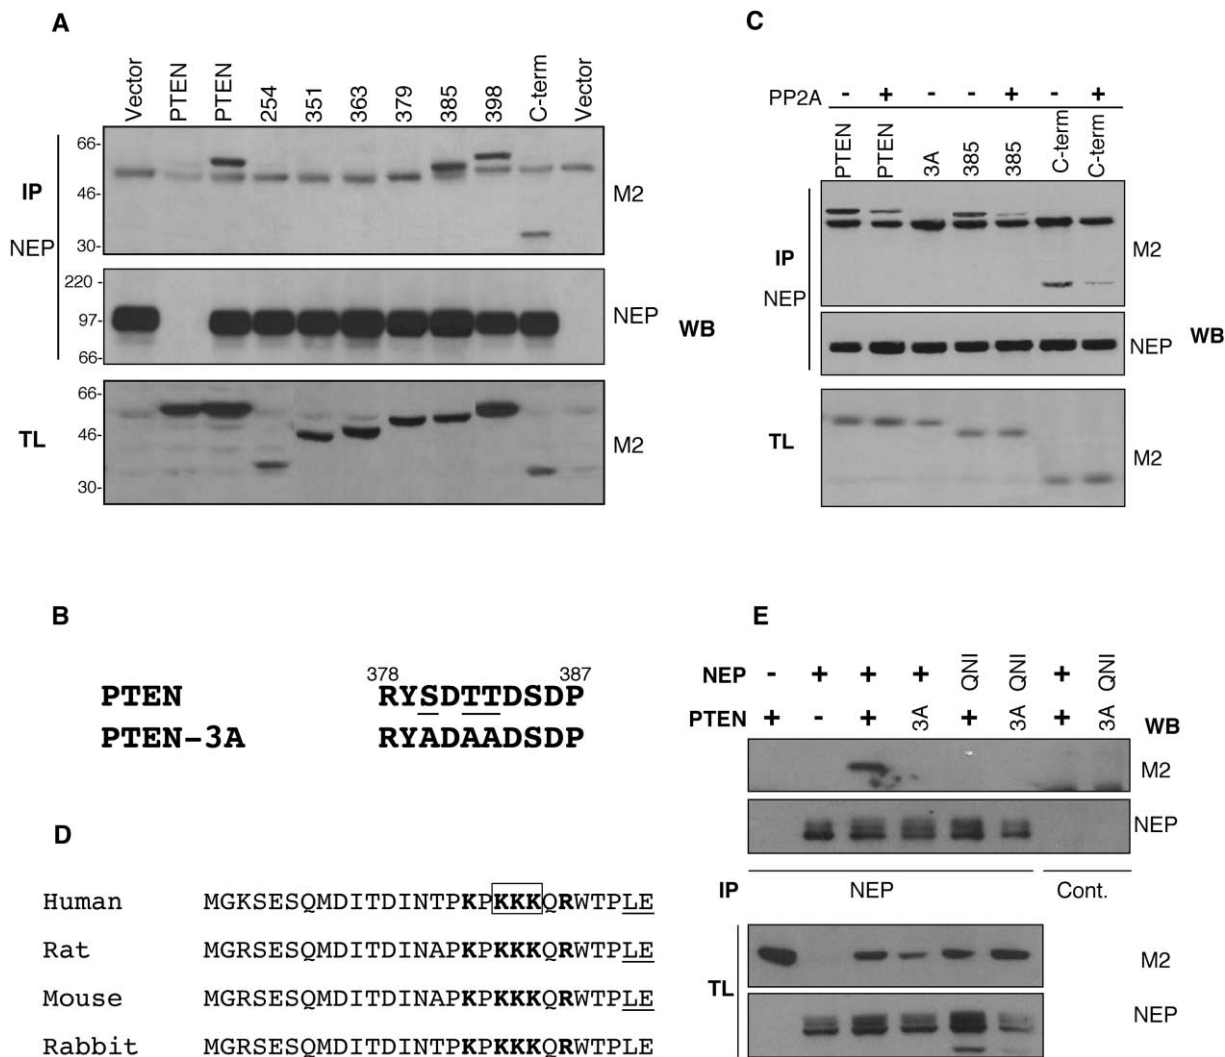 A
Vector PTEN PTEN 254 351 363 379 385 398 C-term Vector
66-
IP
46-
M2
NEP
30-
220 -
97-
NEP
WB
66-
66-
TL
46-
M2
30-
C
PP2A - + - - + - +
PTEN PTEN 3A 385 385 C-term C-term
IP
M2
NEP
NEP
WB
TL
M2
B
378 387
PTEN RYSDTTDSDP
PTEN-3A RYADAADSDP
D
Human MGKSESQMDITDINTPKPKKKQRWTPLE
Rat MGRSESQMDITDINAPKPKKKQRWTPLE
Mouse MGRSESQMDITDINAPKPKKKQRWTPLE
Rabbit MGRSESQMDITDINTPKPKKKQRWTPLE
E
NEP - + + + QNI QNI + QNI
PTEN + - + 3A + 3A + 3A
WB
M2
NEP
IP NEP Cont.
M2
TL
NEP